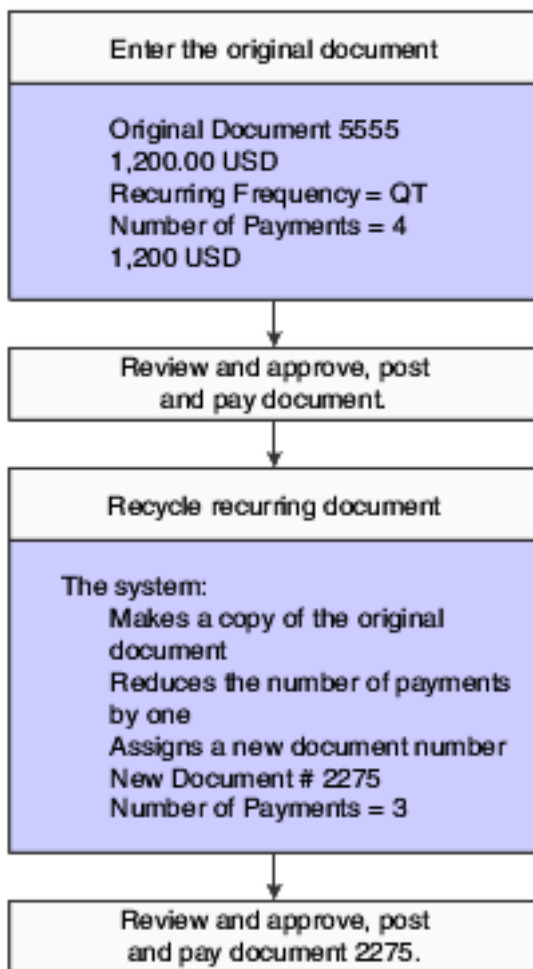 Enter the original document
Original Document 5555
1,200.00 USD
Recurring Frequency = QT
Number of Payments = 4
1,200 USD
Review and approve, post
and pay document.
Recycle recurring document
The system:
Makes a copy of the original
document
Reduces the number of payments
by one
Assigns a new document number
New Document # 2275
Number of Payments = 3
Review and approve, post
and pay document 2275.